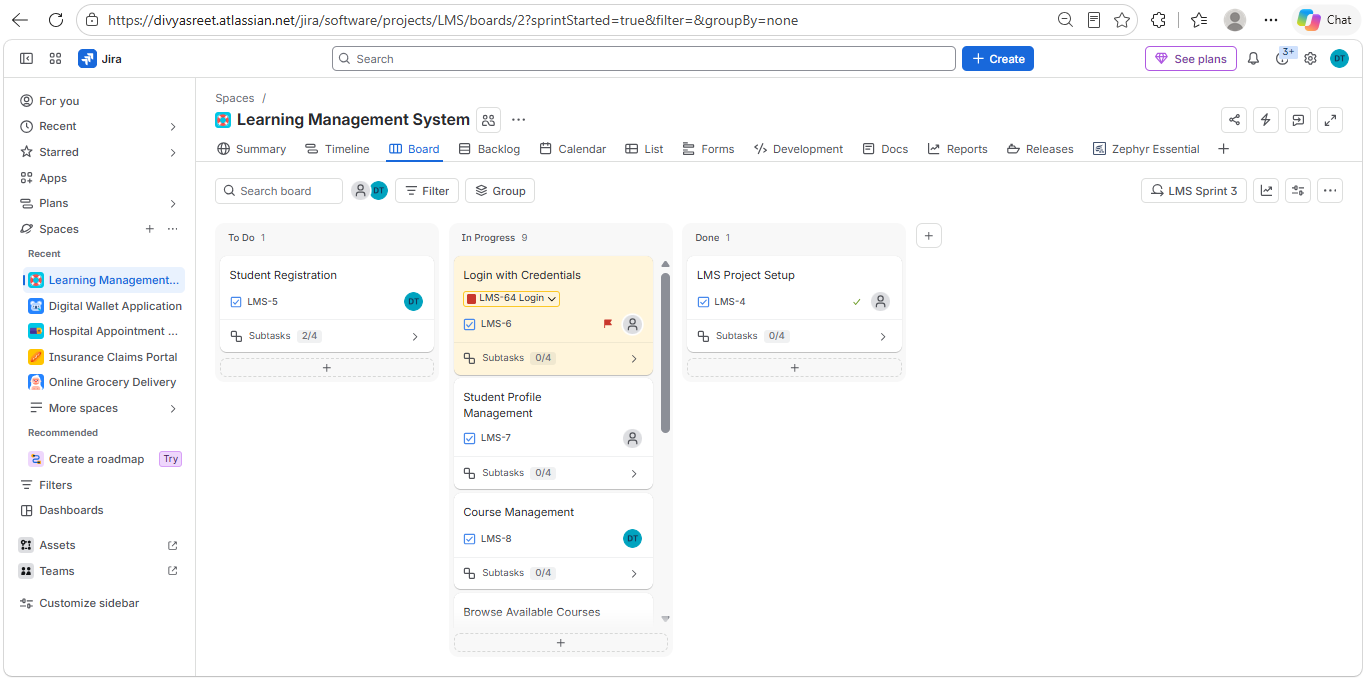 https://divyasreet.atlassian.net/jira/software/projects/LMS/boards/2?sprintStarted=true&filter=&groupBy=none
Chat
Jira
Search
Create
See plans
3+
DT
For you
Recent
Starred
Apps
Plans
Spaces
Recent
Learning Management...
Digital Wallet Application
Hospital Appointment ...
Insurance Claims Portal
Online Grocery Delivery
More spaces
Recommended
Create a roadmap Try
Filters
Dashboards
Assets
Teams
Customize sidebar
Spaces /
Learning Management System
Summary Timeline Board Backlog Calendar List Forms Development Docs Reports Releases Zephyr Essential
Search board DT Filter Group LMS Sprint 3
To Do 1
Student Registration
LMS-5 DT
Subtasks 2/4
In Progress 9
Login with Credentials
LMS-64 Login
LMS-6
Subtasks 0/4
Student Profile
Management
LMS-7
Subtasks 0/4
Course Management
LMS-8 DT
Subtasks 0/4
Browse Available Courses
Done 1
LMS Project Setup
LMS-4
Subtasks 0/4